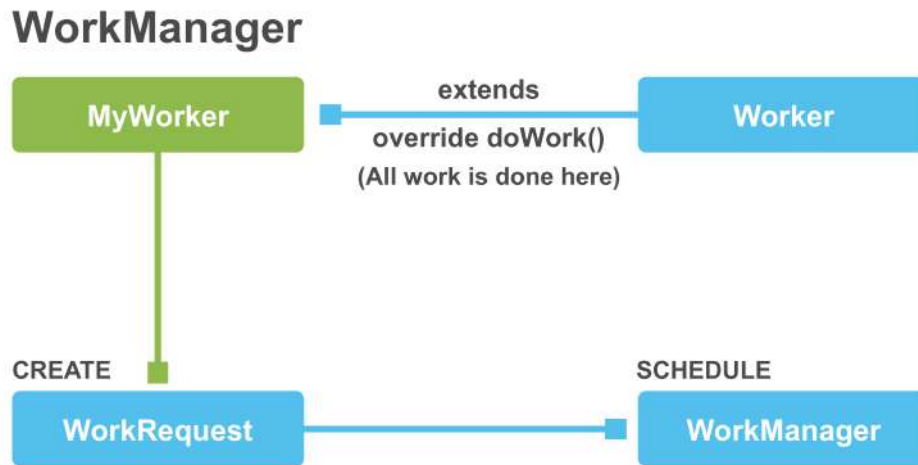 WorkManager
MyWorker
extends
Worker
override doWork()
(All work is done here)
CREATE
SCHEDULE
WorkRequest
WorkManager